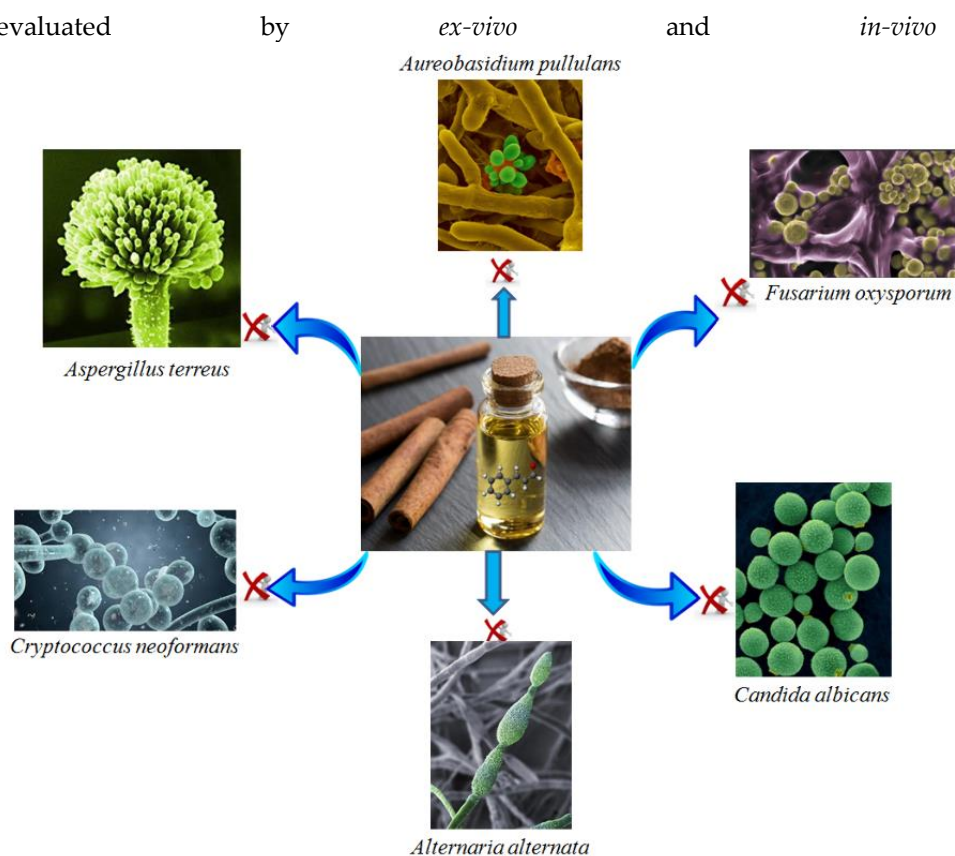 evaluated by ex-vivo and in-vivo
Aureobasidium pullulans
Fusarium oxysporum
Aspergillus terreus
Cryptococcus neoformans
Candida albicans
Alternaria alternata